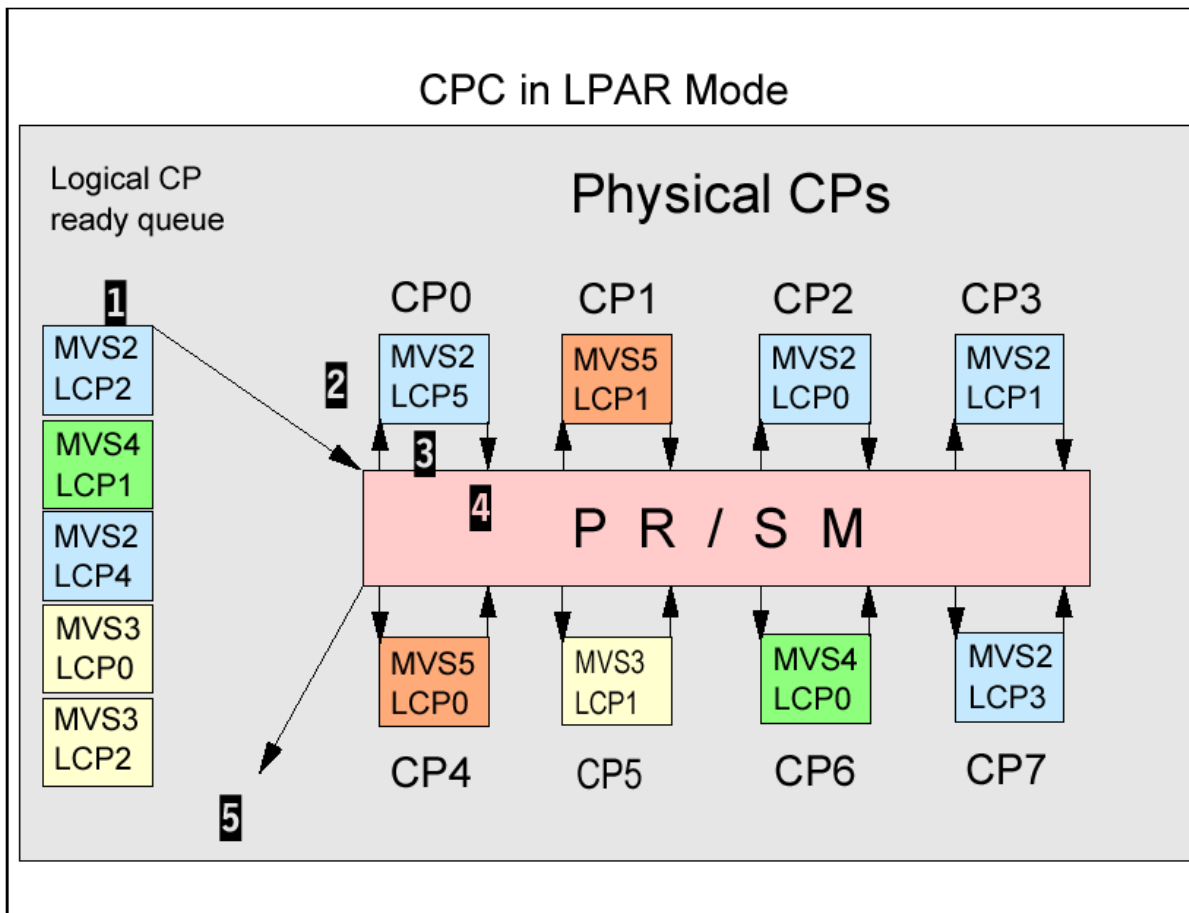 CPC in LPAR Mode
Logical CP
ready queue
Physical CPs
1
MVS2
LCP2
MVS4
LCP1
MVS2
LCP4
MVS3
LCP0
MVS3
LCP2
2
CP0
MVS2
LCP5
CP1
MVS5
LCP1
CP2
MVS2
LCP0
CP3
MVS2
LCP1
3
4
P R / S M
MVS5
LCP0
CP4
MVS3
LCP1
CP5
MVS4
LCP0
CP6
MVS2
LCP3
CP7
5